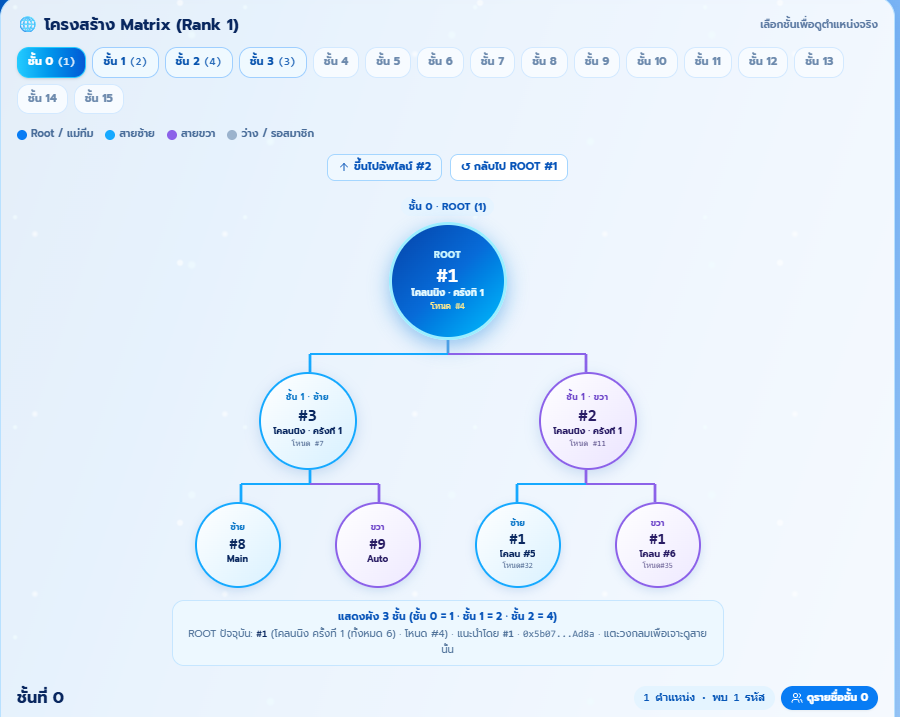 🌐 โครงสร้าง Matrix (Rank 1)
เลือกชั้นเพื่อดูตำแหน่งจริง
ชั้น 0 (1) ชั้น 1 (2) ชั้น 2 (4) ชั้น 3 (3) ชั้น 4 ชั้น 5 ชั้น 6 ชั้น 7 ชั้น 8 ชั้น 9 ชั้น 10 ชั้น 11 ชั้น 12 ชั้น 13
ชั้น 14 ชั้น 15
Root / แม่ทีม สายซ้าย สายขวา ว่าง / รอสมาชิก
↑ ขึ้นไปอัพไลน์ #2 ↺ กลับไป ROOT #1
ชั้น 0 · ROOT (1)
ROOT
#1
โคลนนิง · ครั้งที่ 1
โหนด #4
ชั้น 1 · ซ้าย
#3
โคลนนิง · ครั้งที่ 1
โหนด #7
ชั้น 1 · ขวา
#2
โคลนนิง · ครั้งที่ 1
โหนด #11
ซ้าย
#8
Main
ขวา
#9
Auto
ซ้าย
#1
โคลน #5
โหนด#32
ขวา
#1
โคลน #6
โหนด#35
แสดงผัง 3 ชั้น (ชั้น 0 = 1 · ชั้น 1 = 2 · ชั้น 2 = 4)
ROOT ปัจจุบัน: #1 (โคลนนิง ครั้งที่ 1 (ทั้งหมด 6) · โหนด #4) · แนะนำโดย #1 · 0x5b07...Ad8a · แตะวงกลมเพื่อเจาะดูสาย
นั้น
ชั้นที่ 0
1 ตำแหน่ง · พบ 1 รหัส
ดูรายชื่อชั้น 0